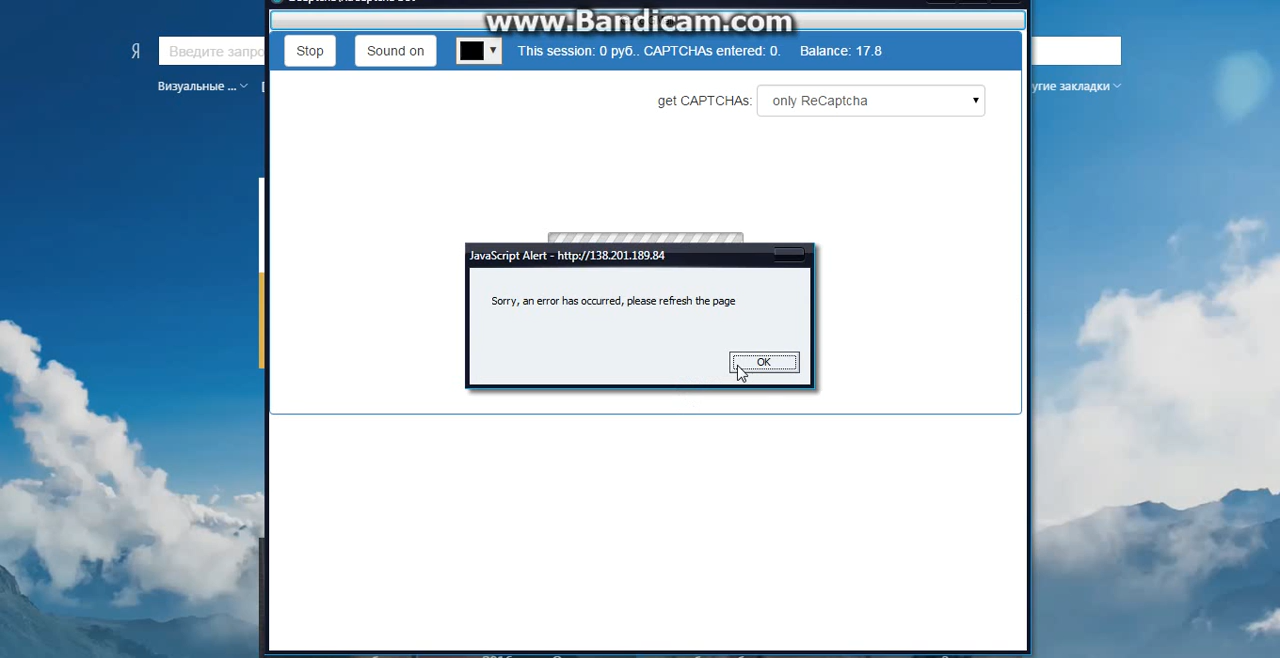 www.Bandicam.com
Я
Введите запро
Stop
Sound on
This session: 0 руб.. CAPTCHAs entered: 0.
Balance: 17.8
Визуальные ...
get CAPTCHAs:
only ReCaptcha
угие закладки
JavaScript Alert - http://138.201.189.84
Sorry, an error has occurred, please refresh the page
OK